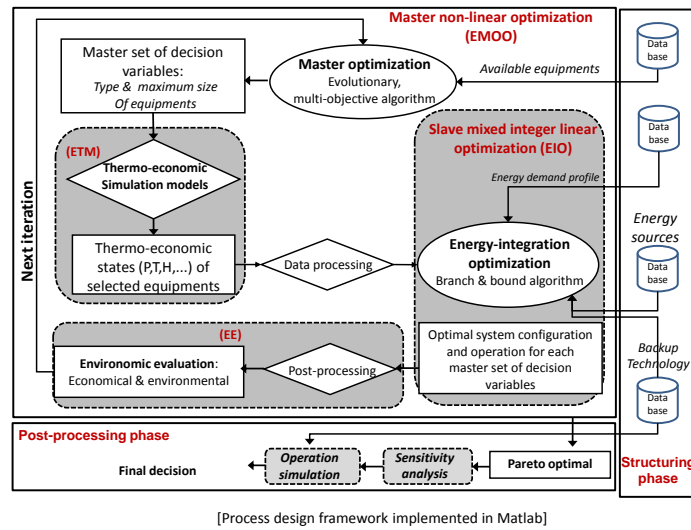 Master non-linear optimization
(EMOO)
Master set of decision
variables:
Type & maximum size
Of equipments
Master optimization
Evolutionary,
multi-objective algorithm
Available equipments
Data
base
Slave mixed integer linear
optimization (EIO)
Data
base
Energy demand profile
(ETM)
Thermo-economic
Simulation models
Next iteration
Thermo-economic
states (P,T,H,...) of
selected equipments
Data processing
Energy-integration
optimization
Branch & bound algorithm
Energy
sources
Data
base
(EE)
Environomic evaluation:
Economical & environmental
Post-processing
Optimal system configuration
and operation for each
master set of decision
variables
Backup
Technology
Data
base
Post-processing phase
Final decision
Operation
simulation
Sensitivity
analysis
Pareto optimal
Structuring
phase
[Process design framework implemented in Matlab]